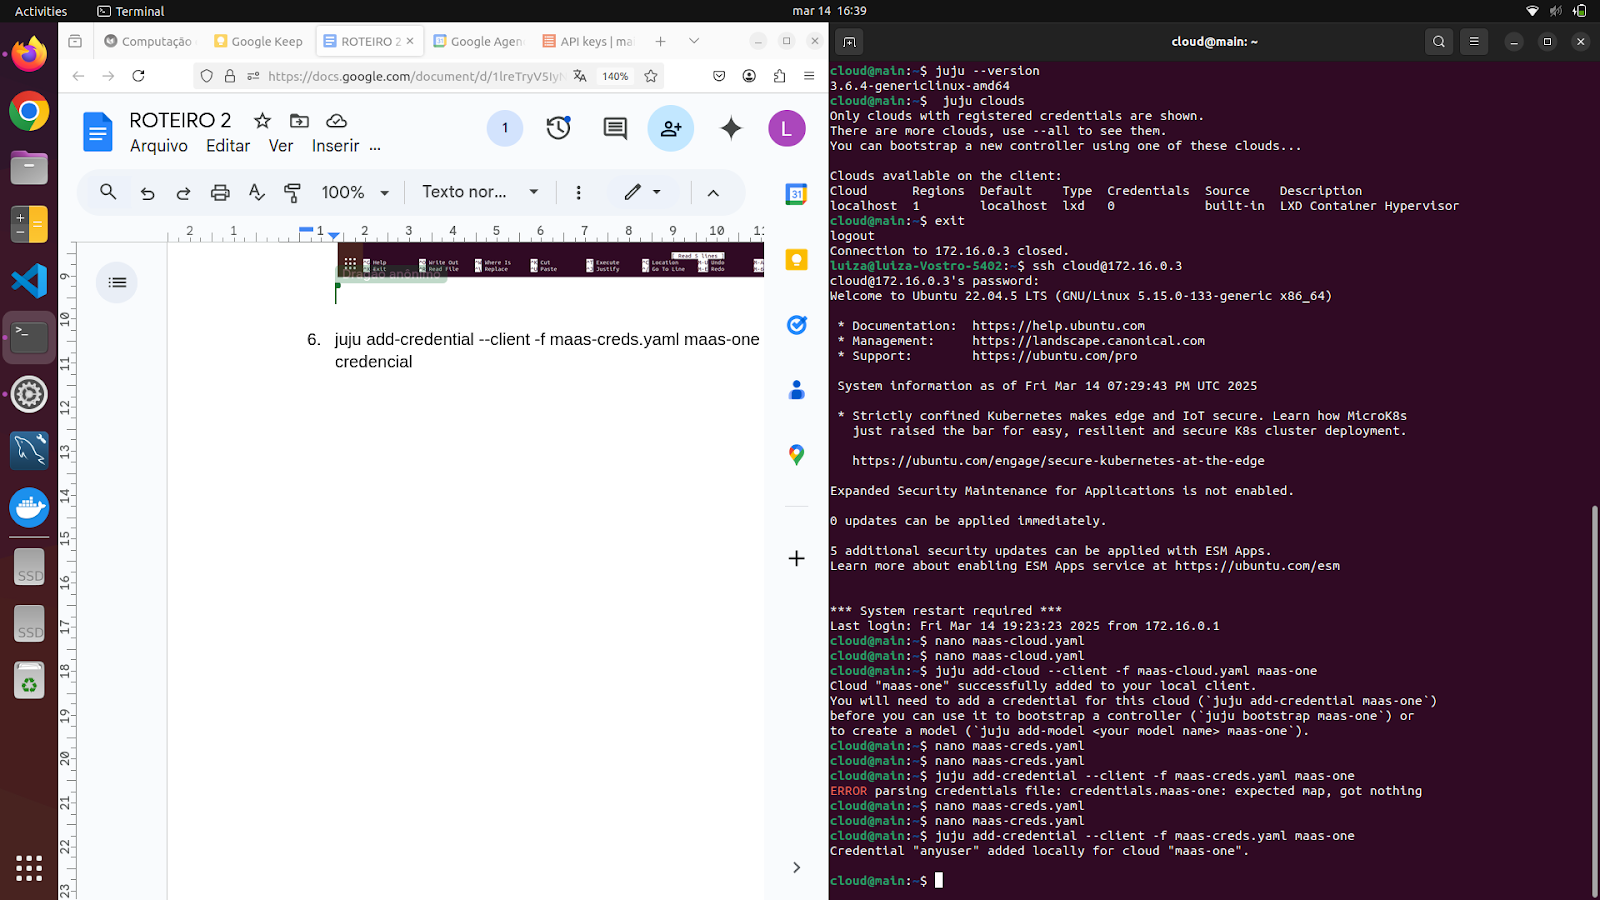 Activities
Terminal
mar 14 16:39
Computação
Google Keep
ROTEIRO 2
Google Agen
API keys | ma
https://docs.google.com/document/d/1lreTryV5Iy
140%
ROTEIRO 2
Arquivo Editar Ver Inserir ...
1
L
100%
Texto nor...
31
2 1 1 2 3 4 5 6 7 8 9 10 11
9
10
11
12
13
14
15
16
17
18
19
20
21
22
23
Help Write Out Where Is Cut Execute Location Undo
Exit Read File Replace Paste Justify Go To Line Redo
[ Read 5 lines ]
Dragão anônimo
6. juju add-credential --client -f maas-creds.yaml maas-one
credencial
SSD
SSD
cloud@main: ~
cloud@main:~$ juju --version
3.6.4-genericlinux-amd64
cloud@main:~$  juju clouds
Only clouds with registered credentials are shown.
There are more clouds, use --all to see them.
You can bootstrap a new controller using one of these clouds...
Clouds available on the client:
Cloud      Regions  Default    Type  Credentials  Source    Description
localhost  1        localhost  lxd   0            built-in  LXD Container Hypervisor
cloud@main:~$ exit
logout
Connection to 172.16.0.3 closed.
luiza@luiza-Vostro-5402:~$ ssh cloud@172.16.0.3
cloud@172.16.0.3's password:
Welcome to Ubuntu 22.04.5 LTS (GNU/Linux 5.15.0-133-generic x86_64)
* Documentation:  https://help.ubuntu.com
* Management:     https://landscape.canonical.com
* Support:        https://ubuntu.com/pro
System information as of Fri Mar 14 07:29:43 PM UTC 2025
* Strictly confined Kubernetes makes edge and IoT secure. Learn how MicroK8s
just raised the bar for easy, resilient and secure K8s cluster deployment.
https://ubuntu.com/engage/secure-kubernetes-at-the-edge
Expanded Security Maintenance for Applications is not enabled.
0 updates can be applied immediately.
5 additional security updates can be applied with ESM Apps.
Learn more about enabling ESM Apps service at https://ubuntu.com/esm
*** System restart required ***
Last login: Fri Mar 14 19:23:23 2025 from 172.16.0.1
cloud@main:~$ nano maas-cloud.yaml
cloud@main:~$ nano maas-cloud.yaml
cloud@main:~$ juju add-cloud --client -f maas-cloud.yaml maas-one
Cloud "maas-one" successfully added to your local client.
You will need to add a credential for this cloud (`juju add-credential maas-one`)
before you can use it to bootstrap a controller (`juju bootstrap maas-one`) or
to create a model (`juju add-model <your model name> maas-one`).
cloud@main:~$ nano maas-creds.yaml
cloud@main:~$ nano maas-creds.yaml
cloud@main:~$ juju add-credential --client -f maas-creds.yaml maas-one
ERROR parsing credentials file: credentials.maas-one: expected map, got nothing
cloud@main:~$ nano maas-creds.yaml
cloud@main:~$ nano maas-creds.yaml
cloud@main:~$ juju add-credential --client -f maas-creds.yaml maas-one
Credential "anyuser" added locally for cloud "maas-one".
cloud@main:~$